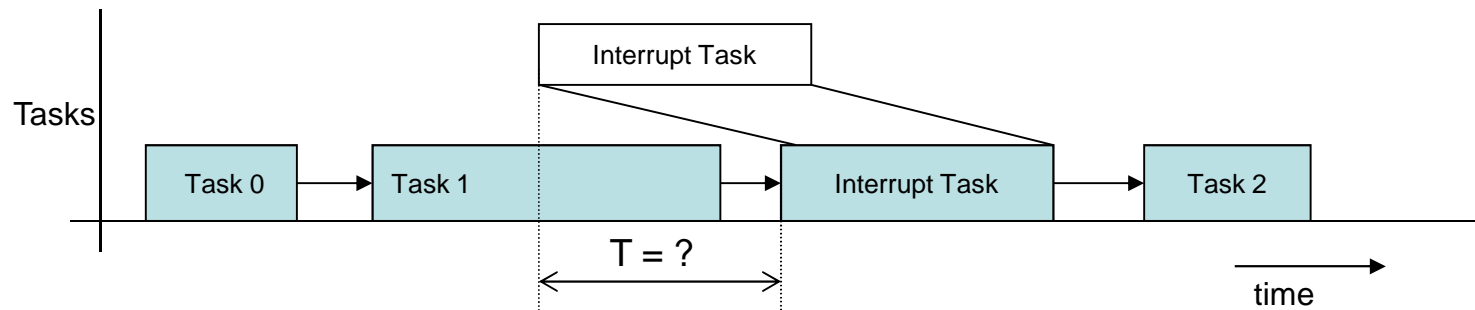 Interrupt Task
Tasks
Task 0
Task 1
Interrupt Task
Task 2
T = ?
time